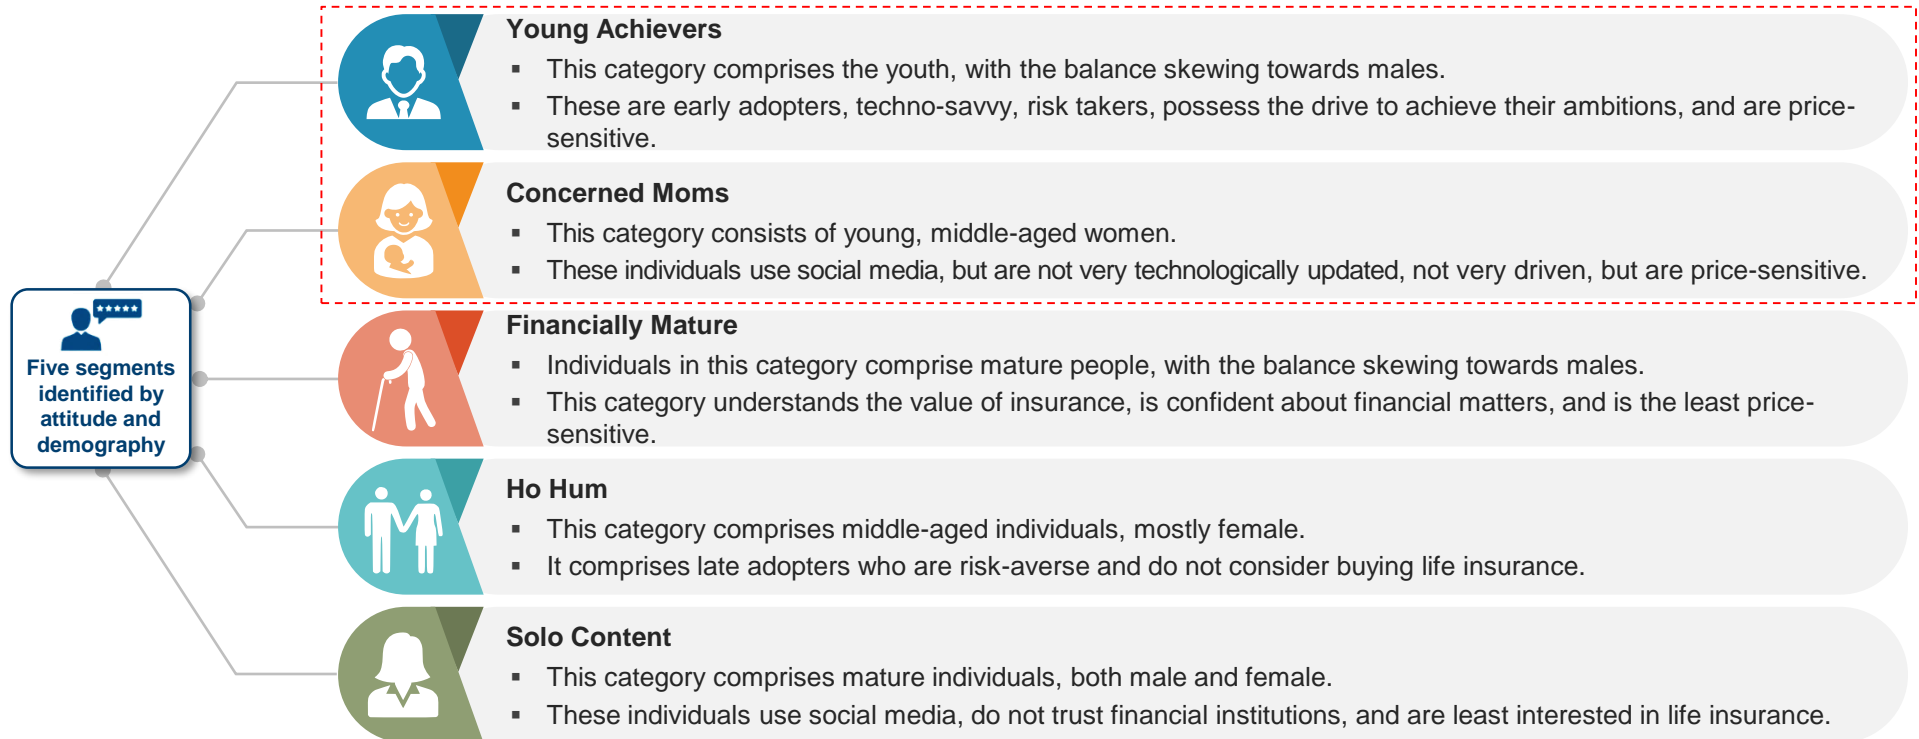 Young Achievers
▪ This category comprises the youth, with the balance skewing towards males.
▪ These are early adopters, techno-savvy, risk takers, possess the drive to achieve their ambitions, and are price-
sensitive.
Concerned Moms
▪ This category consists of young, middle-aged women.
▪ These individuals use social media, but are not very technologically updated, not very driven, but are price-sensitive.
Five segments
identified by
attitude and
demography
Financially Mature
▪ Individuals in this category comprise mature people, with the balance skewing towards males.
▪ This category understands the value of insurance, is confident about financial matters, and is the least price-
sensitive.
Ho Hum
▪ This category comprises middle-aged individuals, mostly female.
▪ It comprises late adopters who are risk-averse and do not consider buying life insurance.
Solo Content
▪ This category comprises mature individuals, both male and female.
▪ These individuals use social media, do not trust financial institutions, and are least interested in life insurance.